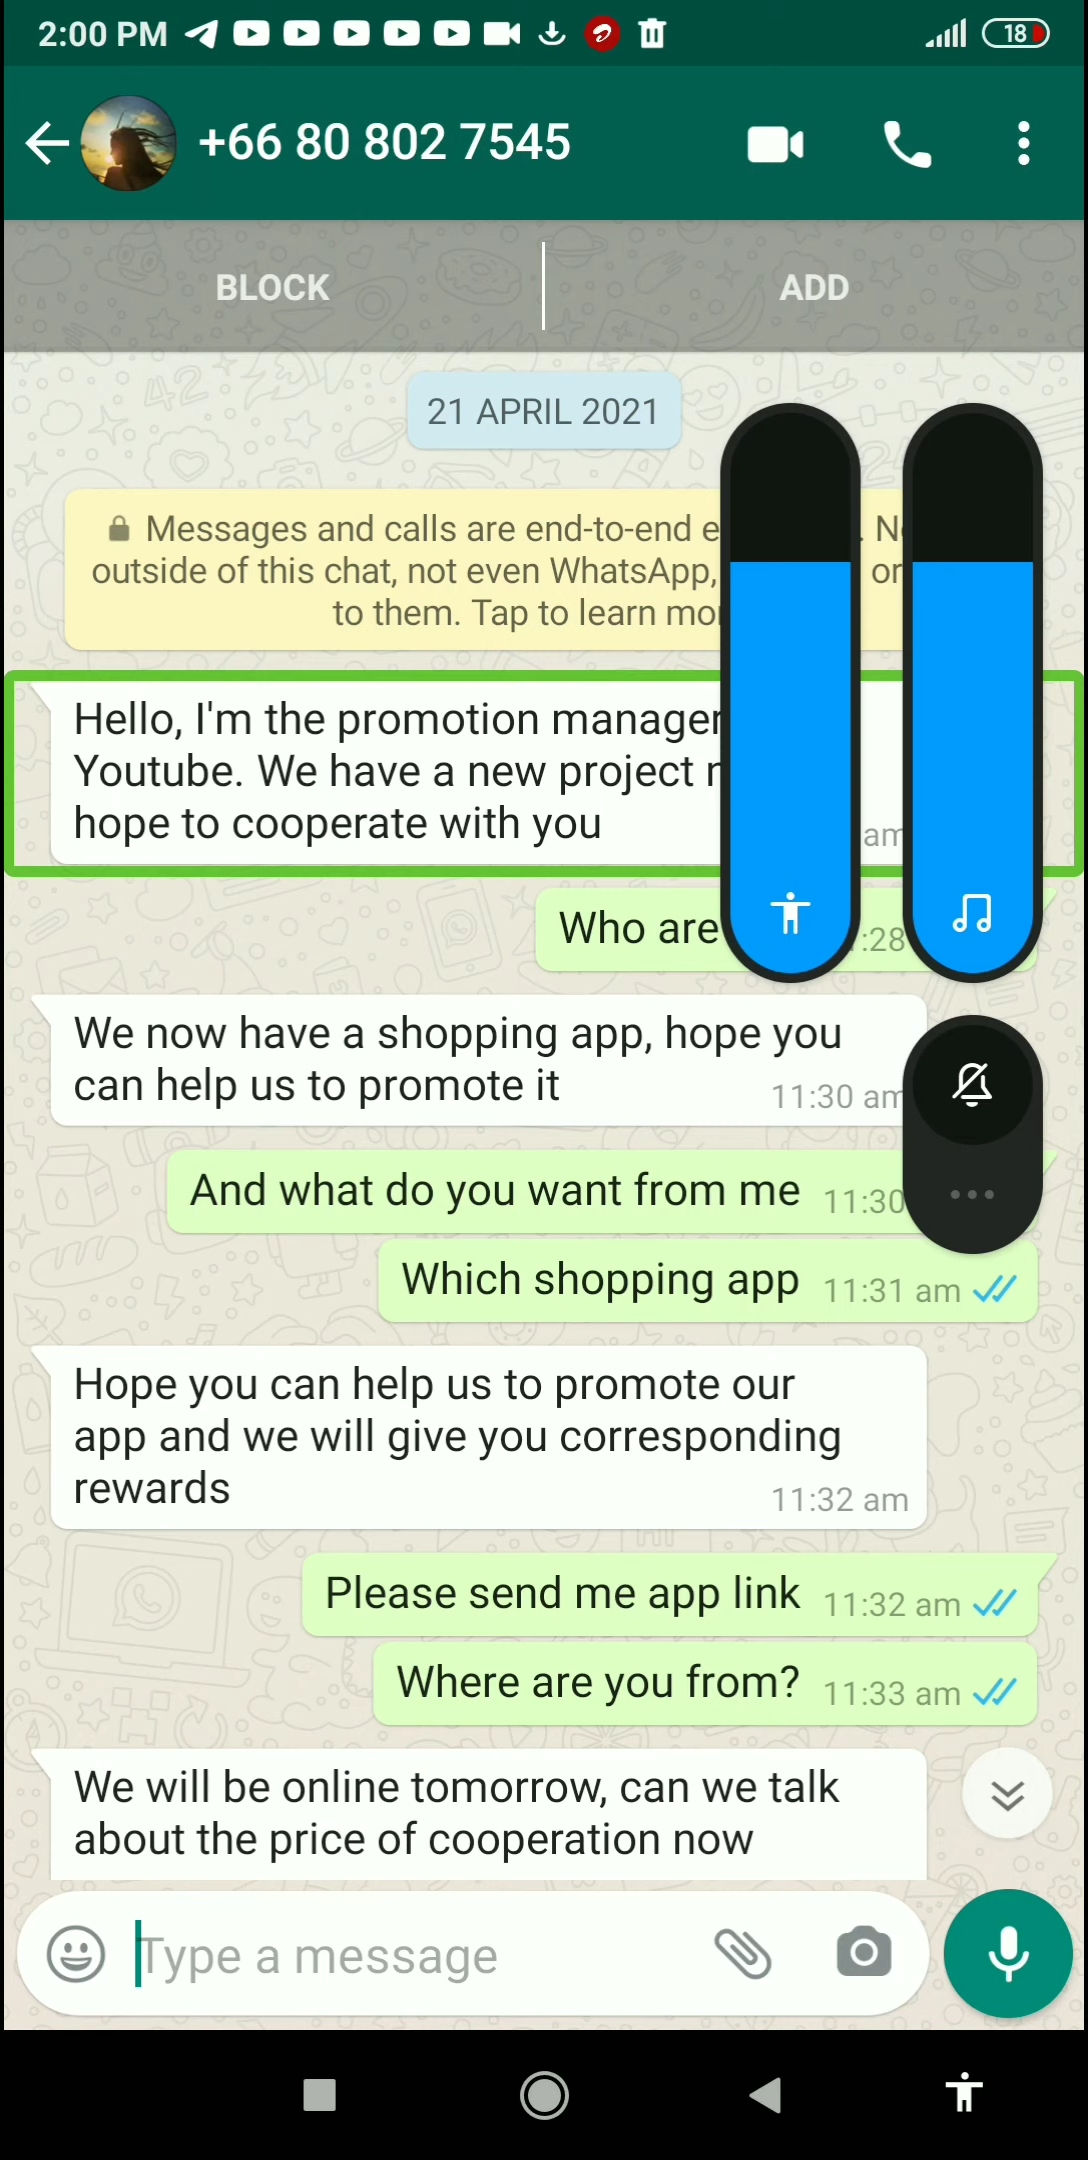 2:00 PM
18
+66 80 802 7545
BLOCK
ADD
21 APRIL 2021
Messages and calls are end-to-end
outside of this chat, not even WhatsApp, or
to them. Tap to learn
Hello, I'm the promotion manager
Youtube. We have a new project
hope to cooperate with you
am
Who are
:28
We now have a shopping app, hope you
can help us to promote it
11:30 am
And what do you want from me
11:30
Which shopping app
11:31 am
Hope you can help us to promote our
app and we will give you corresponding
rewards
11:32 am
Please send me app link
11:32 am
Where are you from?
11:33 am
We will be online tomorrow, can we talk
about the price of cooperation now
Type a message